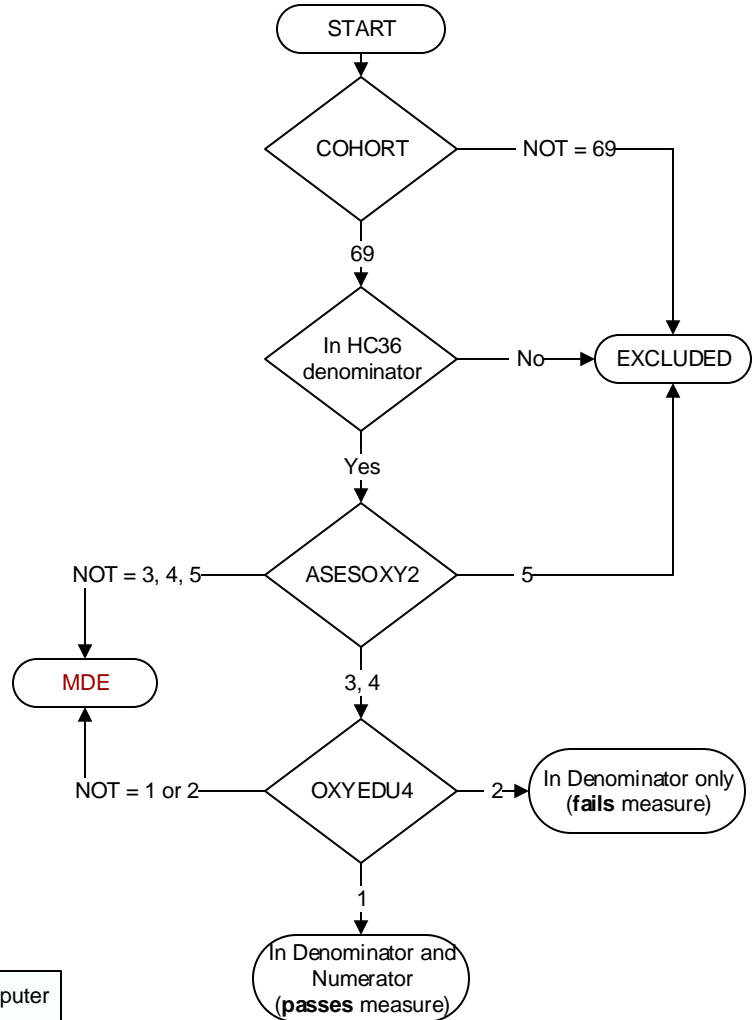 START
COHORT
NOT = 69
69
In HC36
denominator
No
EXCLUDED
Yes
ASESOXY2
NOT = 3, 4, 5
5
MDE
3, 4
OXYEDU4
NOT = 1 or 2
2
In Denominator only
(fails measure)
1
In Denominator and
Numerator
(passes measure)
puter